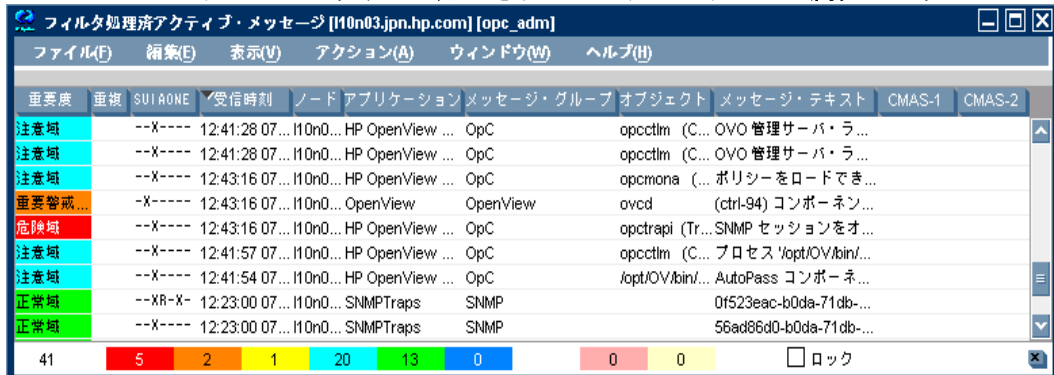 フィルタ処理済アクティブ・メッセージ [l10n03.jpn.hp.com] [opc_adm]
ファイル(F) 編集(E) 表示(V) アクション(A) ウィンドウ(W) ヘルプ(H)
重要度 重複 SUIAONE 受信時刻 ノード アプリケーション メッセージ・グループ オブジェクト メッセージ・テキスト CMAS-1 CMAS-2
注意域 --X---- 12:41:28 07... l10n0... HP OpenView ... OpC opcctlm (C... OVO 管理サーバ・ラ...
注意域 --X---- 12:41:28 07... l10n0... HP OpenView ... OpC opcctlm (C... OVO 管理サーバ・ラ...
注意域 --X---- 12:43:16 07... l10n0... HP OpenView ... OpC opcmona (... ポリシーをロードでき...
重要警戒... -X----- 12:43:16 07... l10n0... OpenView OpenView ovcd (ctrl-94) コンポーネン...
危険域 --X---- 12:43:16 07... l10n0... HP OpenView ... OpC opctrapi (Tr... SNMP セッションをオ...
注意域 --X---- 12:41:57 07... l10n0... HP OpenView ... OpC opcctlm (C... プロセス '/opt/OV/bin/...
注意域 --X---- 12:41:54 07... l10n0... HP OpenView ... OpC /opt/OV/bin/... AutoPass コンポーネ...
正常域 --XR-X- 12:23:00 07... l10n0... SNMPTraps SNMP 0f523eac-b0da-71db-...
正常域 --X---- 12:23:00 07... l10n0... SNMPTraps SNMP 56ad86d0-b0da-71db-...
41 5 2 1 20 13 0 0 0 ロック